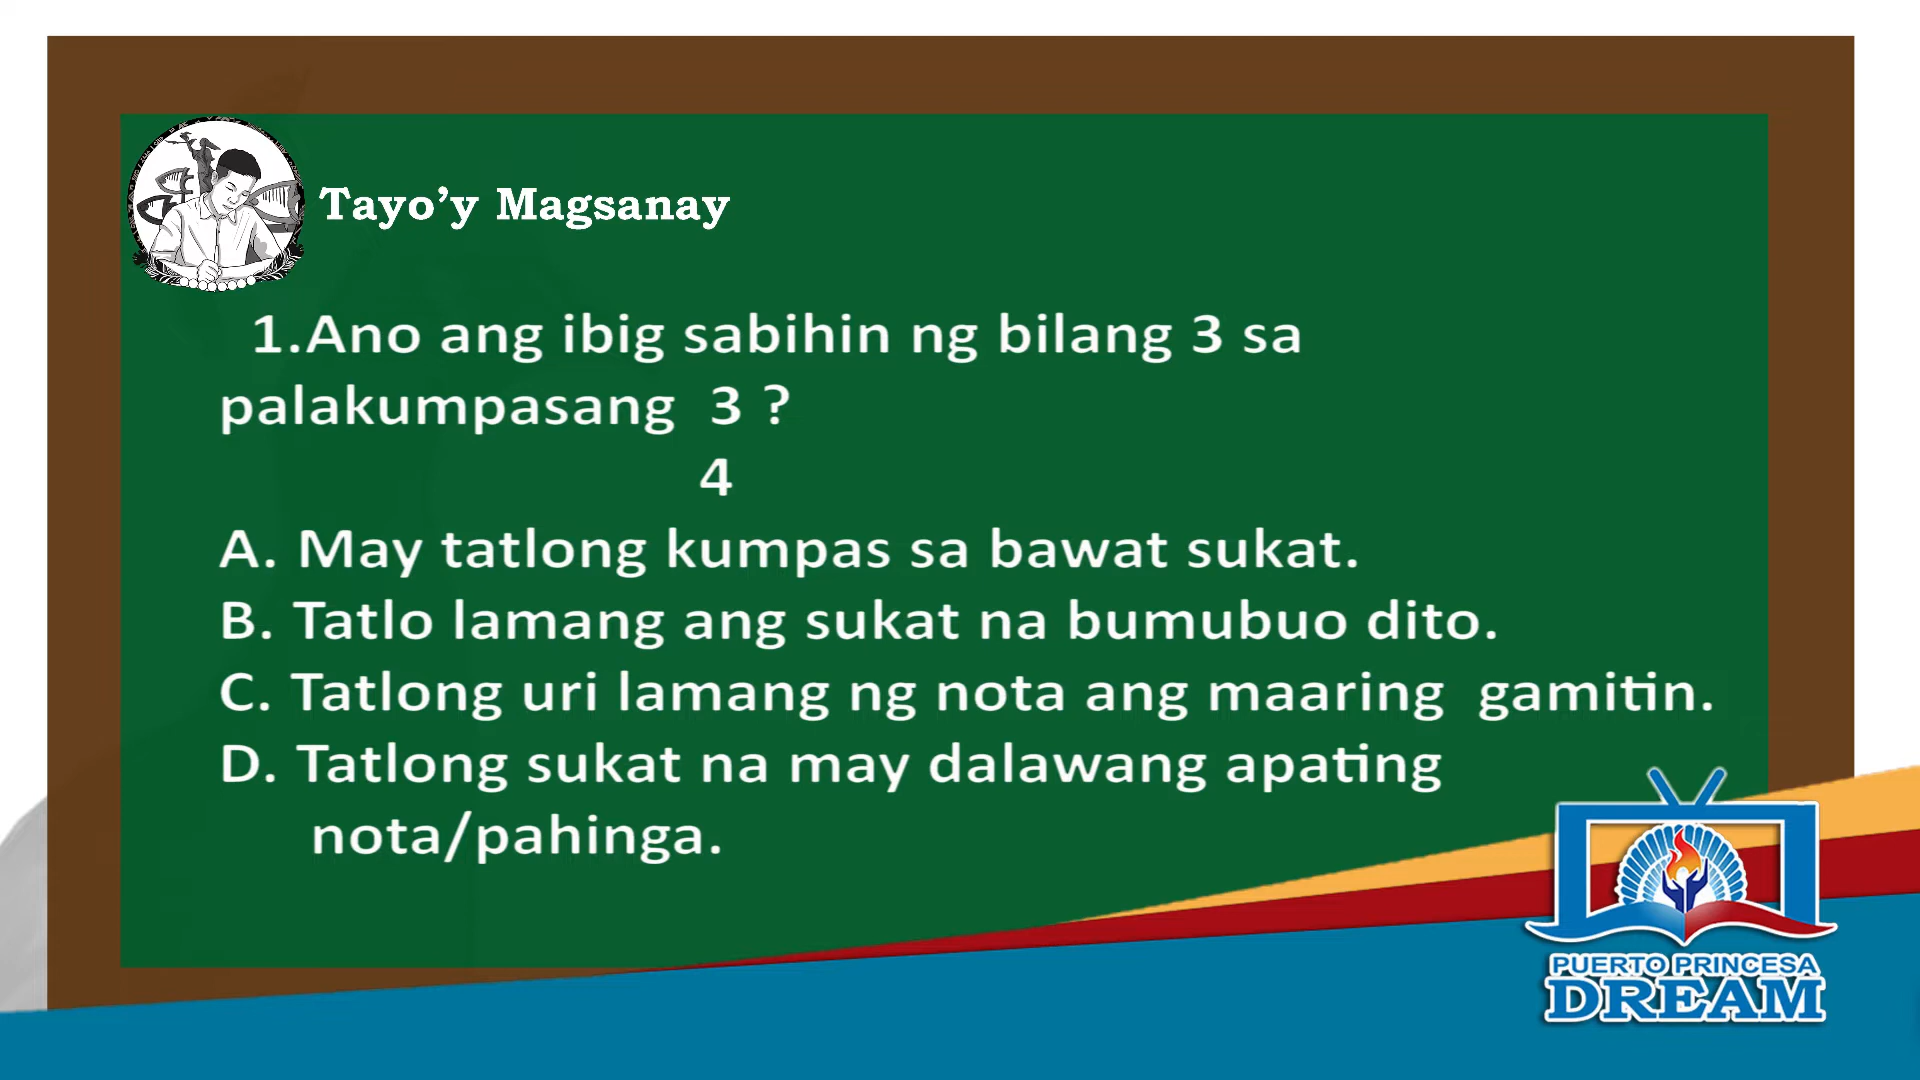 Tayo’y Magsanay
1.Ano ang ibig sabihin ng bilang 3 sa
palakumpasang 3 ?
4
A. May tatlong kumpas sa bawat sukat.
B. Tatlo lamang ang sukat na bumubuo dito.
C. Tatlong uri lamang ng nota ang maaring gamitin.
D. Tatlong sukat na may dalawang apating
nota/pahinga.
PUERTO PRINCESA
DREAM